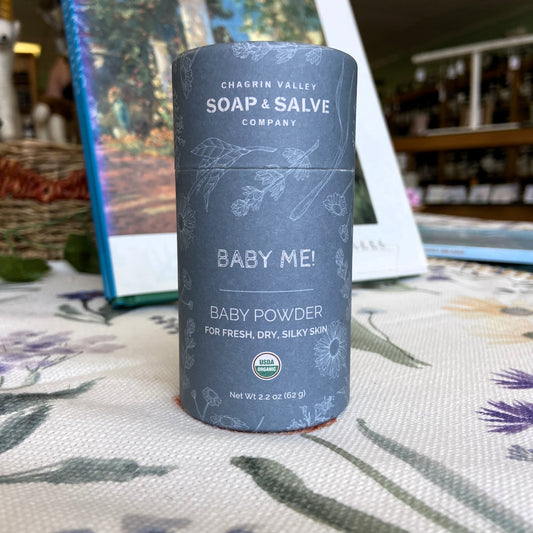 CHAGRIN VALLEY
SOAP & SALVE
COMPANY
BABY ME!
BABY POWDER
FOR FRESH, DRY, SILKY SKIN
USDA
ORGANIC
Net Wt 2.2 oz (62 g)